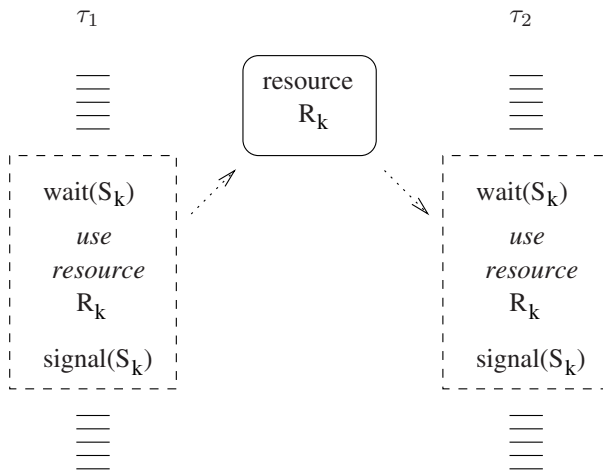 τ1
τ2
resource
Rk
wait(Sk)
use
resource
Rk
signal(Sk)
wait(Sk)
use
resource
Rk
signal(Sk)